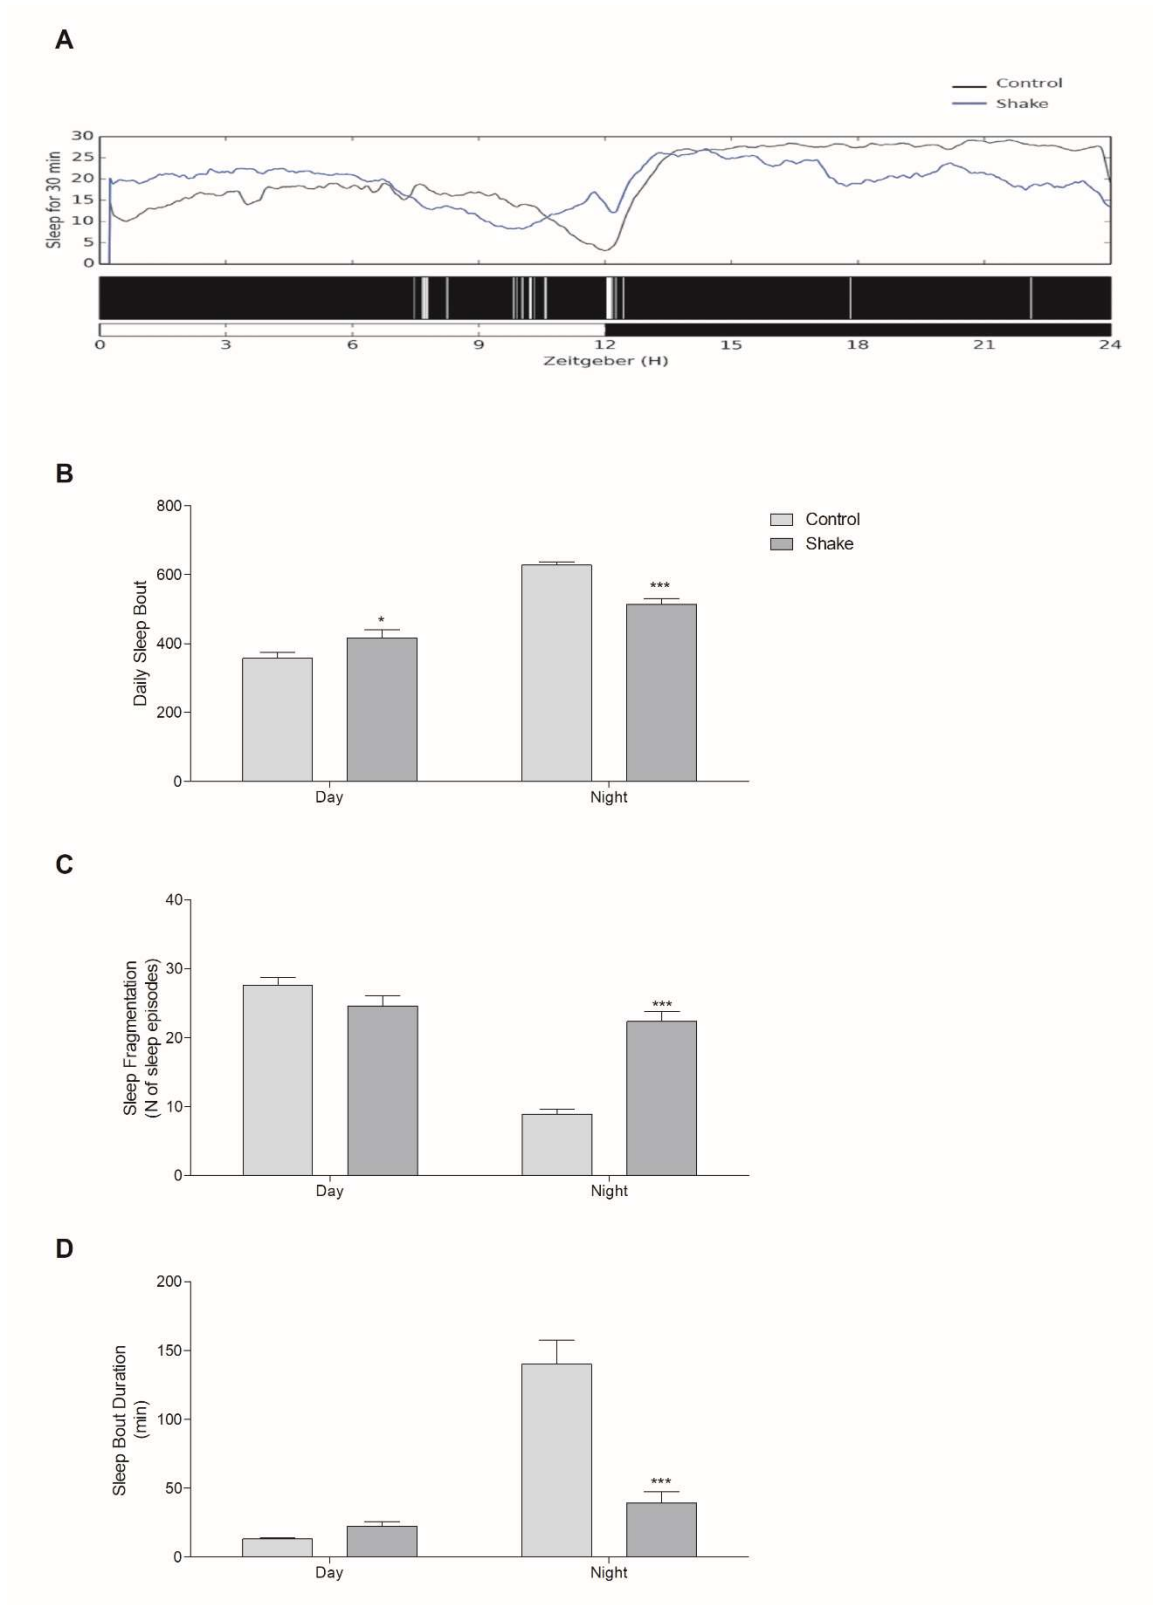 A
Control
Shake
30
25
20
15
10
5
0
Sleep for 30 min
0 3 6 9 12 15 18 21 24
Zeitgeber (H)
B
Control
Shake
800
600
400
200
0
Daily Sleep Bout
*
***
Day Night
C
40
30
20
10
0
Sleep Fragmentation
(N of sleep episodes)
***
Day Night
D
200
150
100
50
0
Sleep Bout Duration
(min)
***
Day Night